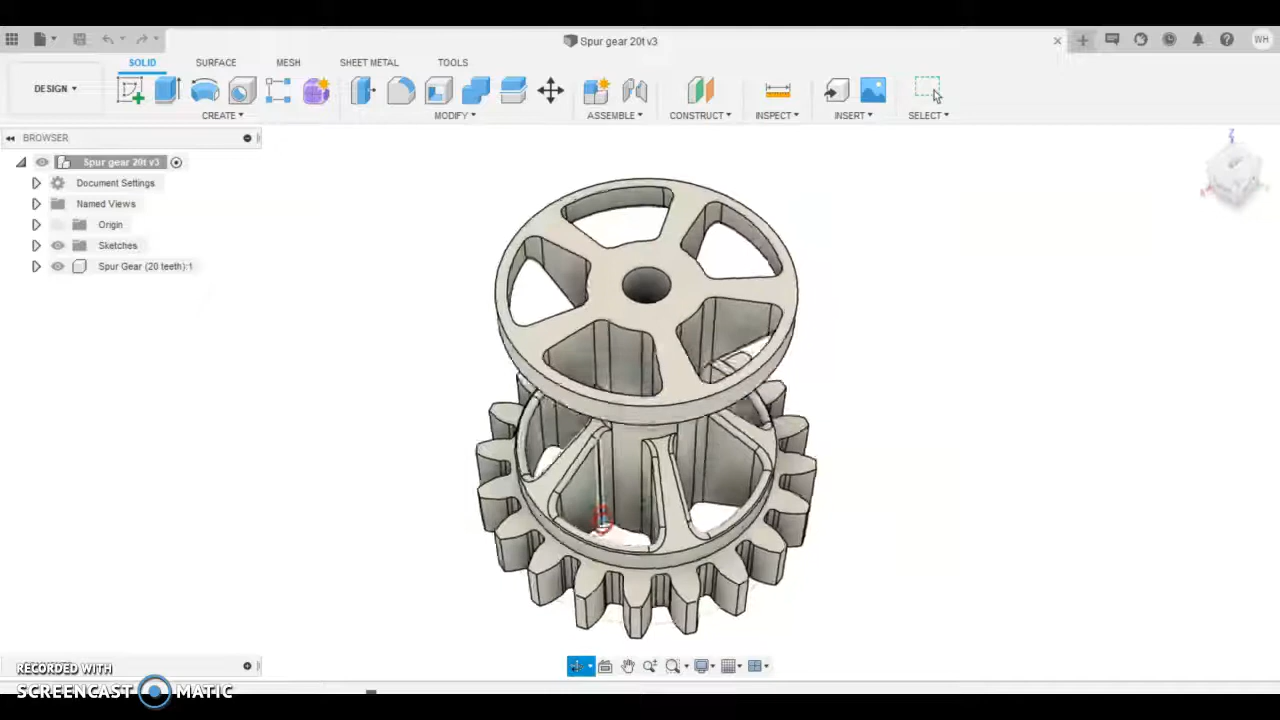 Spur gear 20t v3
WH
SOLID SURFACE MESH SHEET METAL TOOLS
DESIGN
CREATE MODIFY ASSEMBLE CONSTRUCT INSPECT INSERT SELECT
BROWSER
Spur gear 20t v3
Document Settings
Named Views
Origin
Sketches
Spur Gear (20 teeth):1
RECORDED WITH
SCREENCAST MATIC